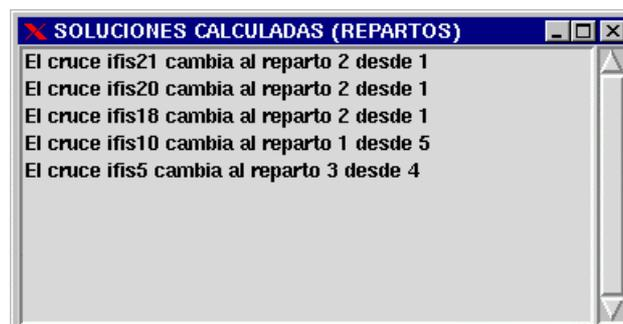 SOLUCIONES CALCULADAS (REPARTOS)
El cruce ifis21 cambia al reparto 2 desde 1
El cruce ifis20 cambia al reparto 2 desde 1
El cruce ifis18 cambia al reparto 2 desde 1
El cruce ifis10 cambia al reparto 1 desde 5
El cruce ifis5 cambia al reparto 3 desde 4